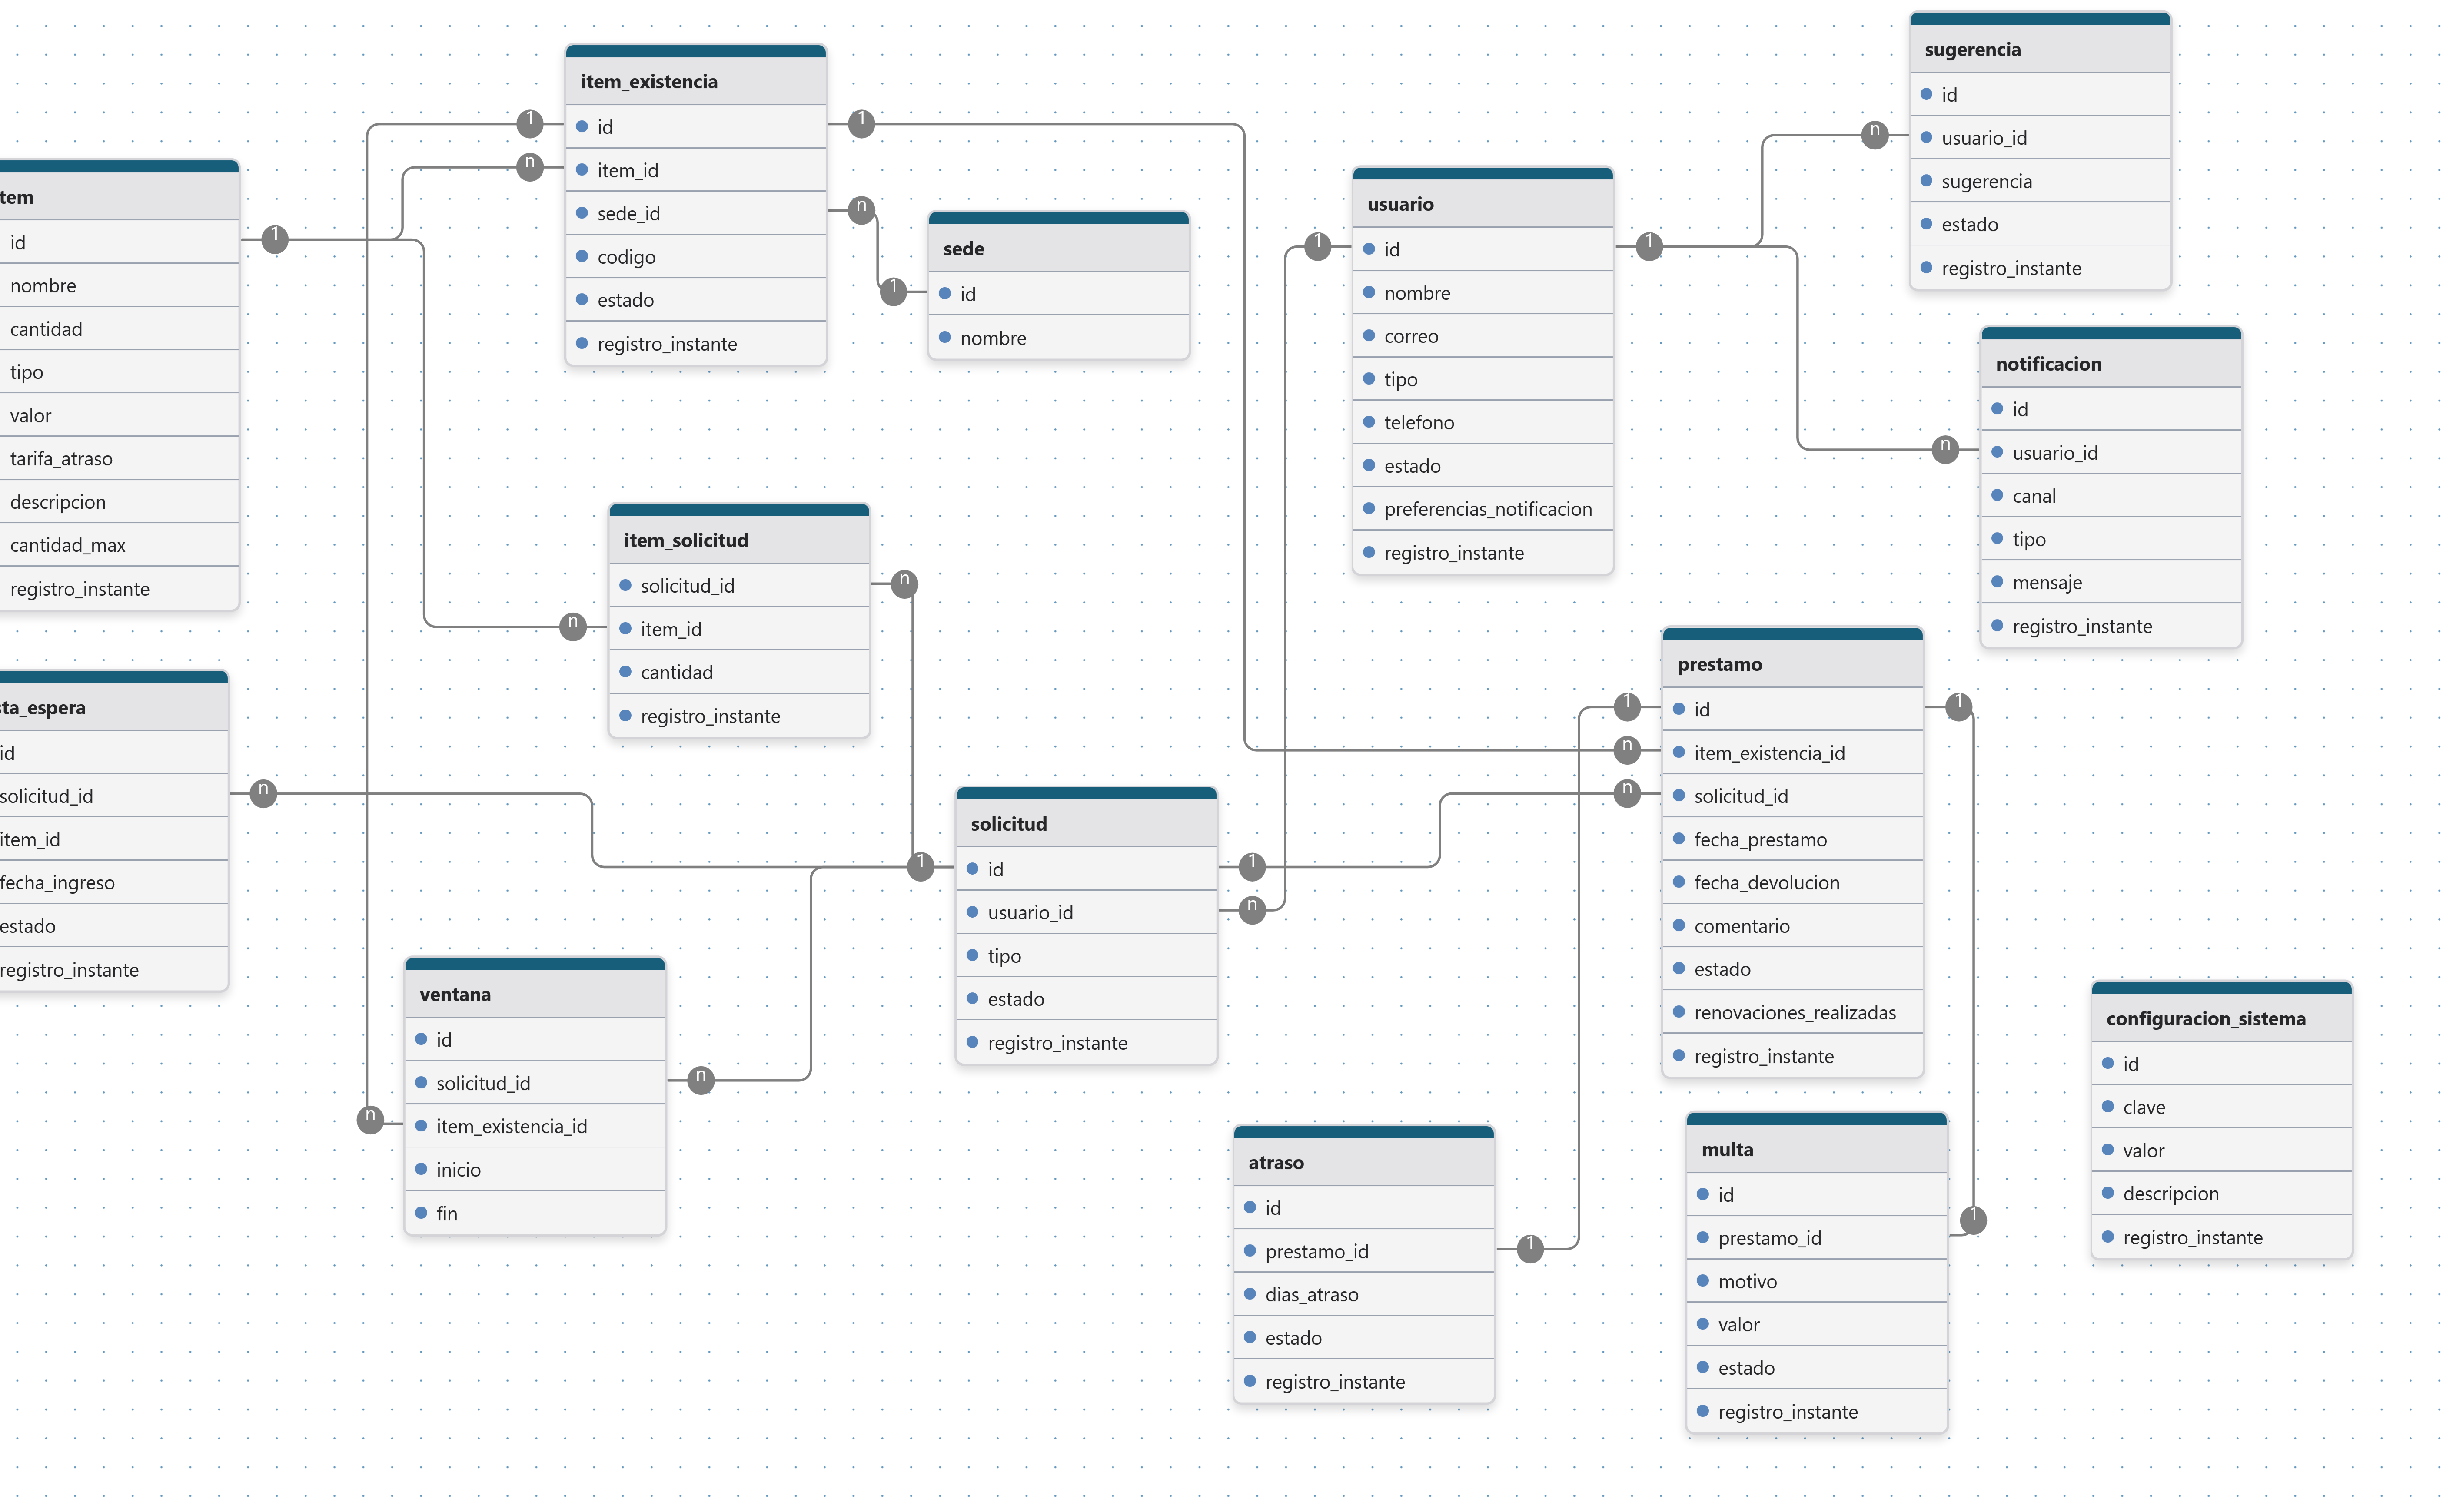 tem
id
nombre
cantidad
tipo
valor
tarifa_atraso
descripcion
cantidad_max
registro_instante
sta_espera
id
solicitud_id
item_id
fecha_ingreso
estado
registro_instante
item_existencia
id
item_id
sede_id
codigo
estado
registro_instante
sede
id
nombre
item_solicitud
solicitud_id
item_id
cantidad
registro_instante
ventana
id
solicitud_id
item_existencia_id
inicio
fin
solicitud
id
usuario_id
tipo
estado
registro_instante
usuario
id
nombre
correo
tipo
telefono
estado
preferencias_notificacion
registro_instante
sugerencia
id
usuario_id
sugerencia
estado
registro_instante
notificacion
id
usuario_id
canal
tipo
mensaje
registro_instante
prestamo
id
item_existencia_id
solicitud_id
fecha_prestamo
fecha_devolucion
comentario
estado
renovaciones_realizadas
registro_instante
atraso
id
prestamo_id
dias_atraso
estado
registro_instante
multa
id
prestamo_id
motivo
valor
estado
registro_instante
configuracion_sistema
id
clave
valor
descripcion
registro_instante
1
n
1
1
n
n
1
n
n
n
1
n
n
1
n
1
1
n
n
1
n
n
1
1
1